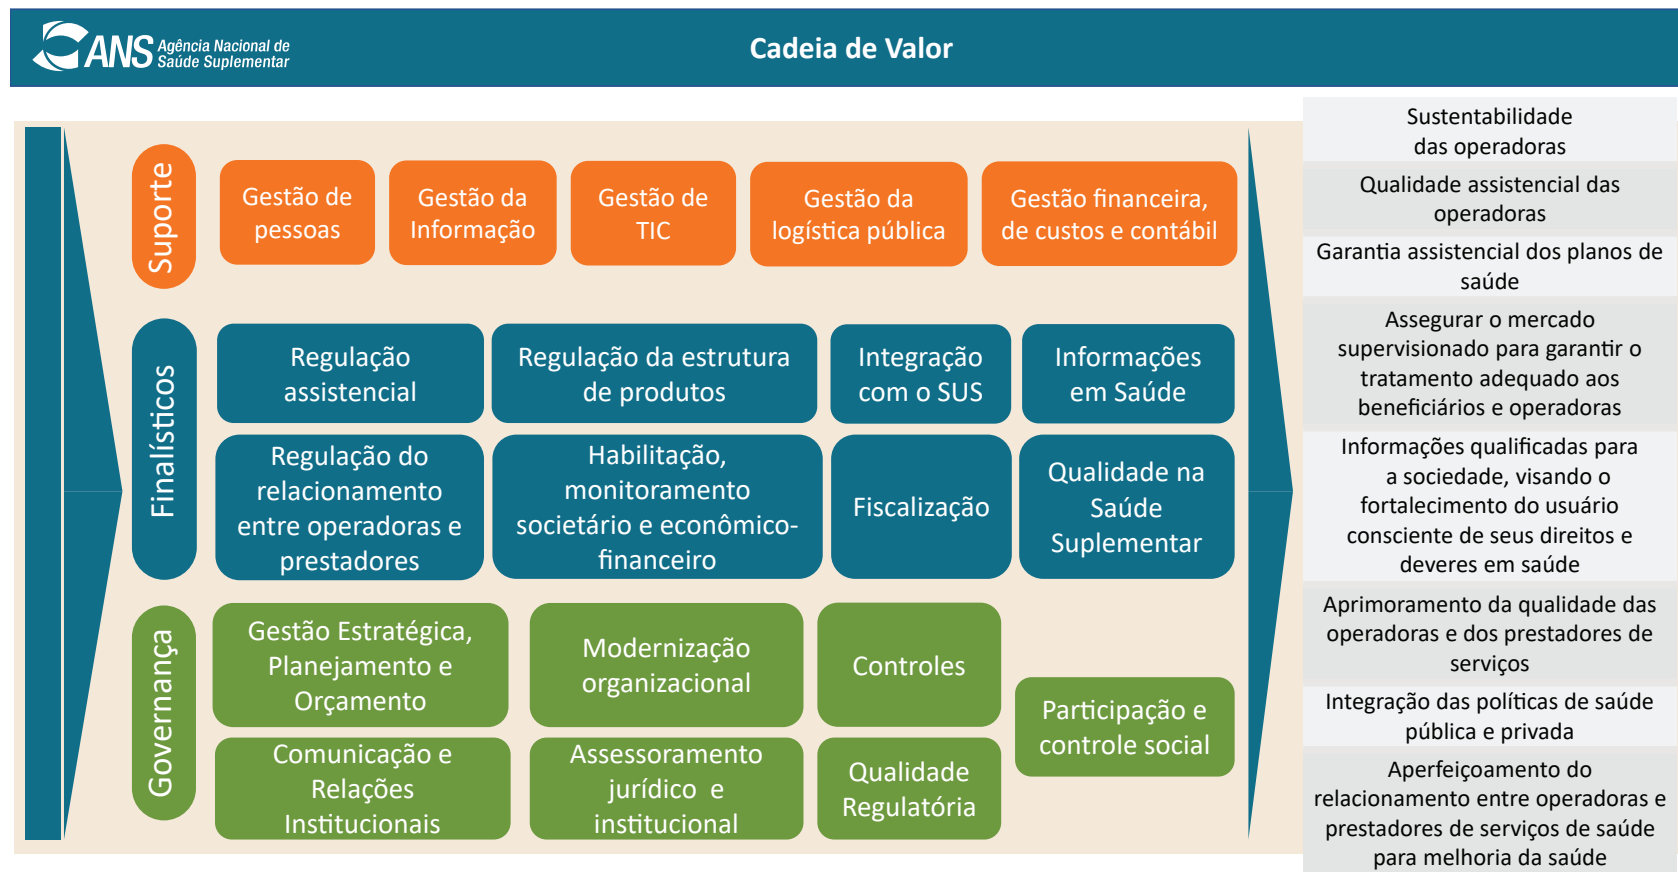 ANS Agência Nacional de
Saúde Suplementar
Cadeia de Valor
Suporte
Gestão de
pessoas
Gestão da
Informação
Gestão de
TIC
Gestão da
logística pública
Gestão financeira,
de custos e contábil
Finalísticos
Regulação
assistencial
Regulação da estrutura
de produtos
Integração
com o SUS
Informações
em Saúde
Regulação do
relacionamento
entre operadoras e
prestadores
Habilitação,
monitoramento
societário e econômico-
financeiro
Fiscalização
Qualidade na
Saúde
Suplementar
Governança
Gestão Estratégica,
Planejamento e
Orçamento
Modernização
organizacional
Controles
Participação e
controle social
Comunicação e
Relações
Institucionais
Assessoramento
jurídico e
institucional
Qualidade
Regulatória
Sustentabilidade
das operadoras
Qualidade assistencial das
operadoras
Garantia assistencial dos planos de
saúde
Assegurar o mercado
supervisionado para garantir o
tratamento adequado aos
beneficiários e operadoras
Informações qualificadas para
a sociedade, visando o
fortalecimento do usuário
consciente de seus direitos e
deveres em saúde
Aprimoramento da qualidade das
operadoras e dos prestadores de
serviços
Integração das políticas de saúde
pública e privada
Aperfeiçoamento do
relacionamento entre operadoras e
prestadores de serviços de saúde
para melhoria da saúde